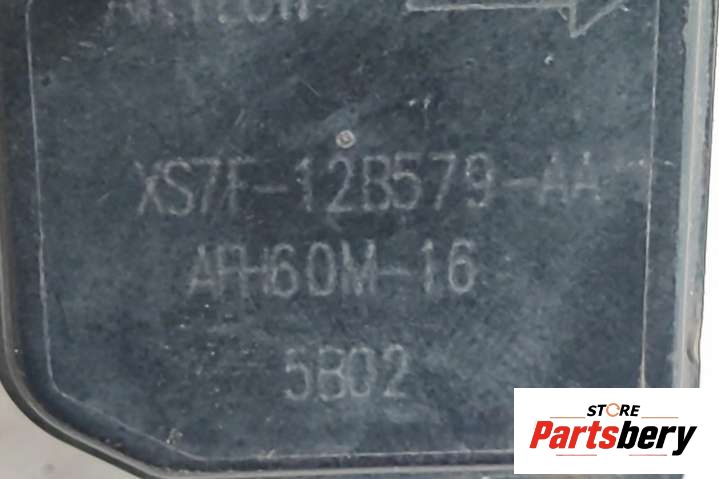 XS7F-12B579-AA
AFH60M-16
5B02
STORE
Partsbery